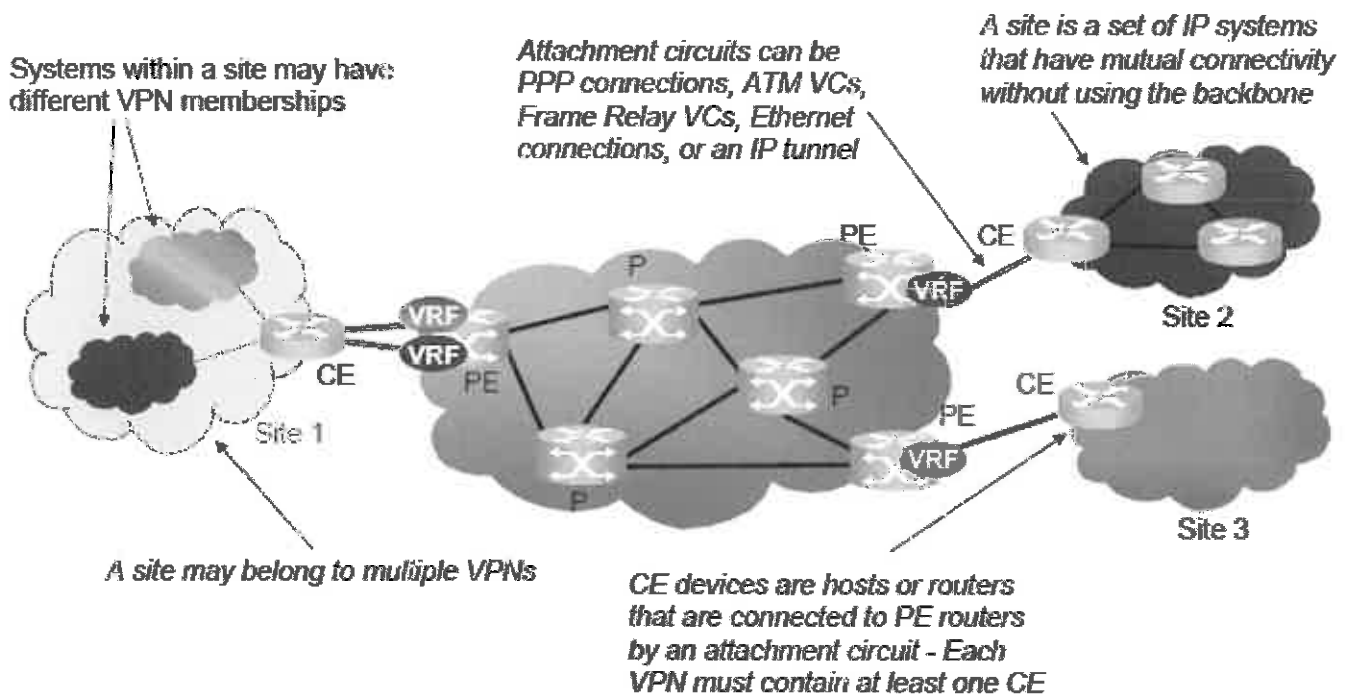 Systems within a site may have
different VPN memberships
Attachment circuits can be
PPP connections, ATM VCs,
Frame Relay VCs, Ethernet
connections, or an IP tunnel
A site is a set of IP systems
that have mutual connectivity
without using the backbone
PE
CE
P
VRF
Site 2
VRF
VRF
CE
PE
CE
P
PE
Site 1
VRF
P
Site 3
A site may belong to multiple VPNs
CE devices are hosts or routers
that are connected to PE routers
by an attachment circuit - Each
VPN must contain at least one CE